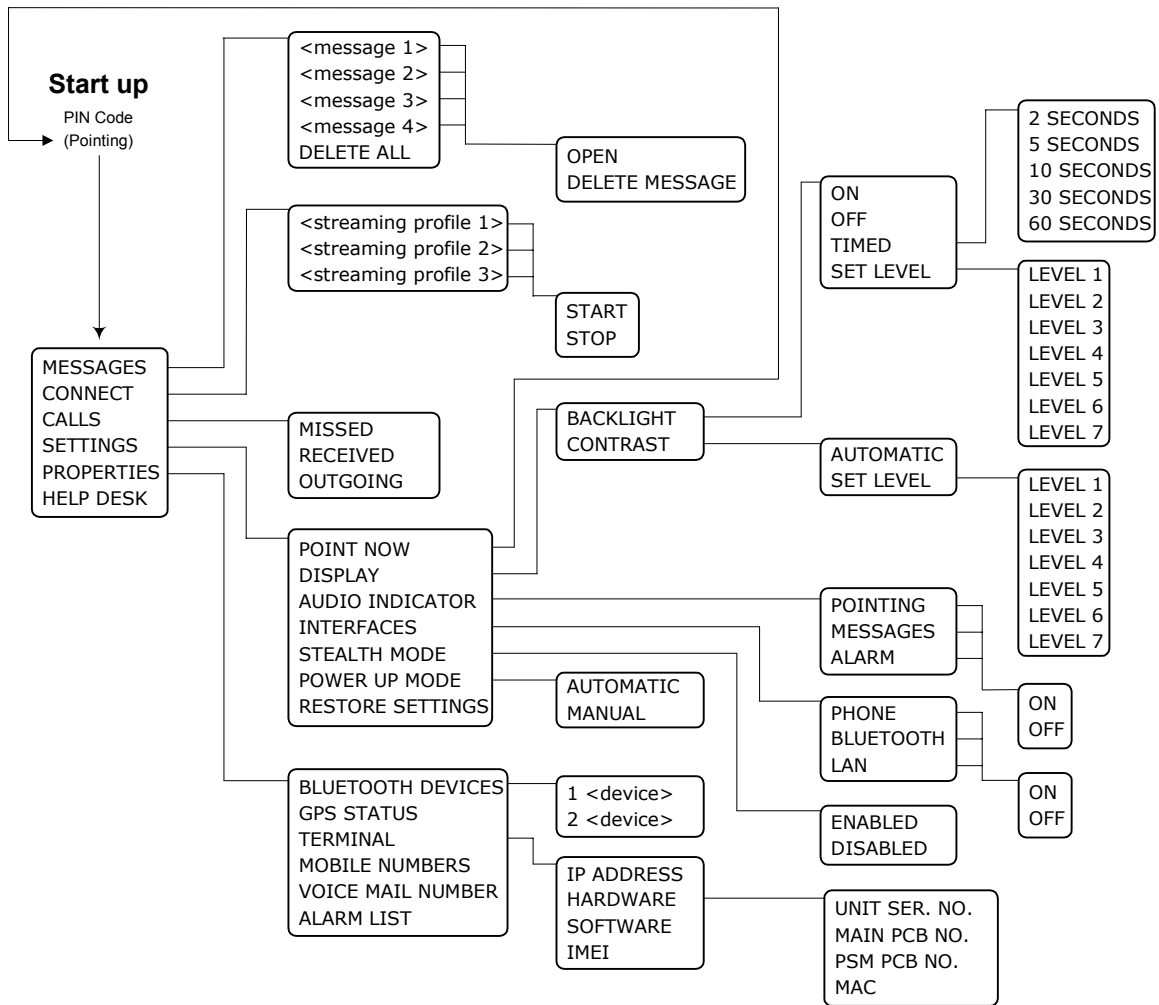 Start up
PIN Code
(Pointing)
MESSAGES
CONNECT
CALLS
SETTINGS
PROPERTIES
HELP DESK
<message 1>
<message 2>
<message 3>
<message 4>
DELETE ALL
OPEN
DELETE MESSAGE
<streaming profile 1>
<streaming profile 2>
<streaming profile 3>
START
STOP
MISSED
RECEIVED
OUTGOING
POINT NOW
DISPLAY
AUDIO INDICATOR
INTERFACES
STEALTH MODE
POWER UP MODE
RESTORE SETTINGS
BACKLIGHT
CONTRAST
ON
OFF
TIMED
SET LEVEL
2 SECONDS
5 SECONDS
10 SECONDS
30 SECONDS
60 SECONDS
LEVEL 1
LEVEL 2
LEVEL 3
LEVEL 4
LEVEL 5
LEVEL 6
LEVEL 7
AUTOMATIC
SET LEVEL
LEVEL 1
LEVEL 2
LEVEL 3
LEVEL 4
LEVEL 5
LEVEL 6
LEVEL 7
POINTING
MESSAGES
ALARM
ON
OFF
PHONE
BLUETOOTH
LAN
ON
OFF
ENABLED
DISABLED
AUTOMATIC
MANUAL
BLUETOOTH DEVICES
GPS STATUS
TERMINAL
MOBILE NUMBERS
VOICE MAIL NUMBER
ALARM LIST
1 <device>
2 <device>
IP ADDRESS
HARDWARE
SOFTWARE
IMEI
UNIT SER. NO.
MAIN PCB NO.
PSM PCB NO.
MAC